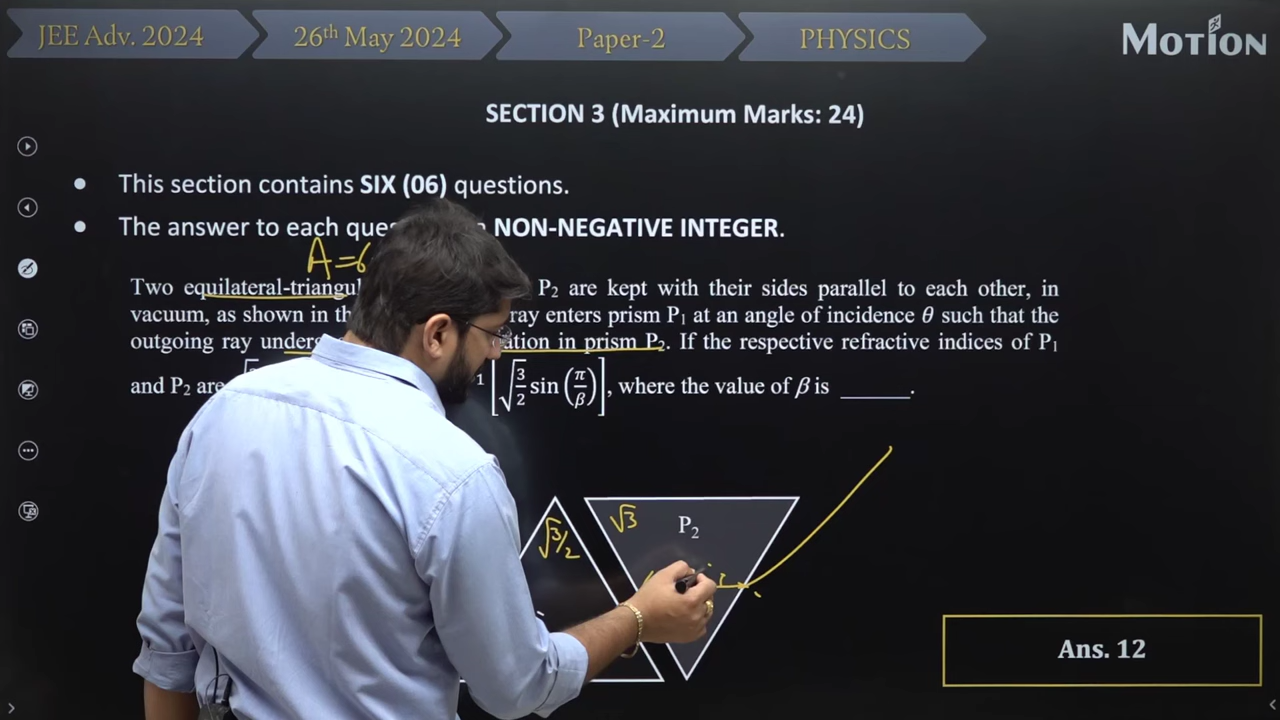 JEE Adv. 2024 26th May 2024 Paper-2 PHYSICS MOTION
SECTION 3 (Maximum Marks: 24)
• This section contains SIX (06) questions.
• The answer to each NON-NEGATIVE INTEGER.
A=6
Two equilateral-triangul P₂ are kept with their sides parallel to each other, in
vacuum, as shown in ray enters prism P₁ at an angle of incidence θ such that the
outgoing ray in prism P₂. If the respective refractive indices of P₁
and P₂ are 1 [√(3/2) sin (π/β)], where the value of β is ______.
√3/2 √3 P₂
Ans. 12